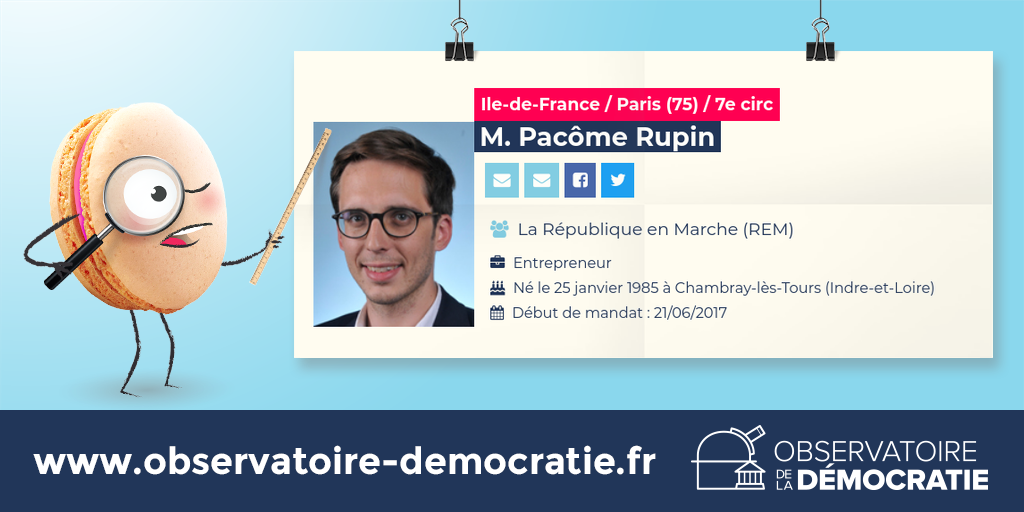 Ile-de-France / Paris (75) / 7e circ
M. Pacôme Rupin
La République en Marche (REM)
Entrepreneur
Né le 25 janvier 1985 à Chambray-lès-Tours (Indre-et-Loire)
Début de mandat : 21/06/2017
www.observatoire-democratie.fr
OBSERVATOIRE
DE LA DÉMOCRATIE